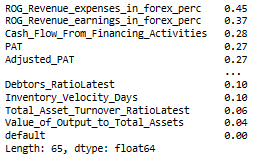 ROG_Revenue_expenses_in_forex_perc 0.45
ROG_Revenue_earnings_in_forex_perc 0.37
Cash_Flow_From_Financing_Activities 0.28
PAT 0.27
Adjusted_PAT 0.27
...
Debtors_RatioLatest 0.10
Inventory_Velocity_Days 0.10
Total_Asset_Turnover_RatioLatest 0.06
Value_of_Output_to_Total_Assets 0.04
default 0.00
Length: 65, dtype: float64